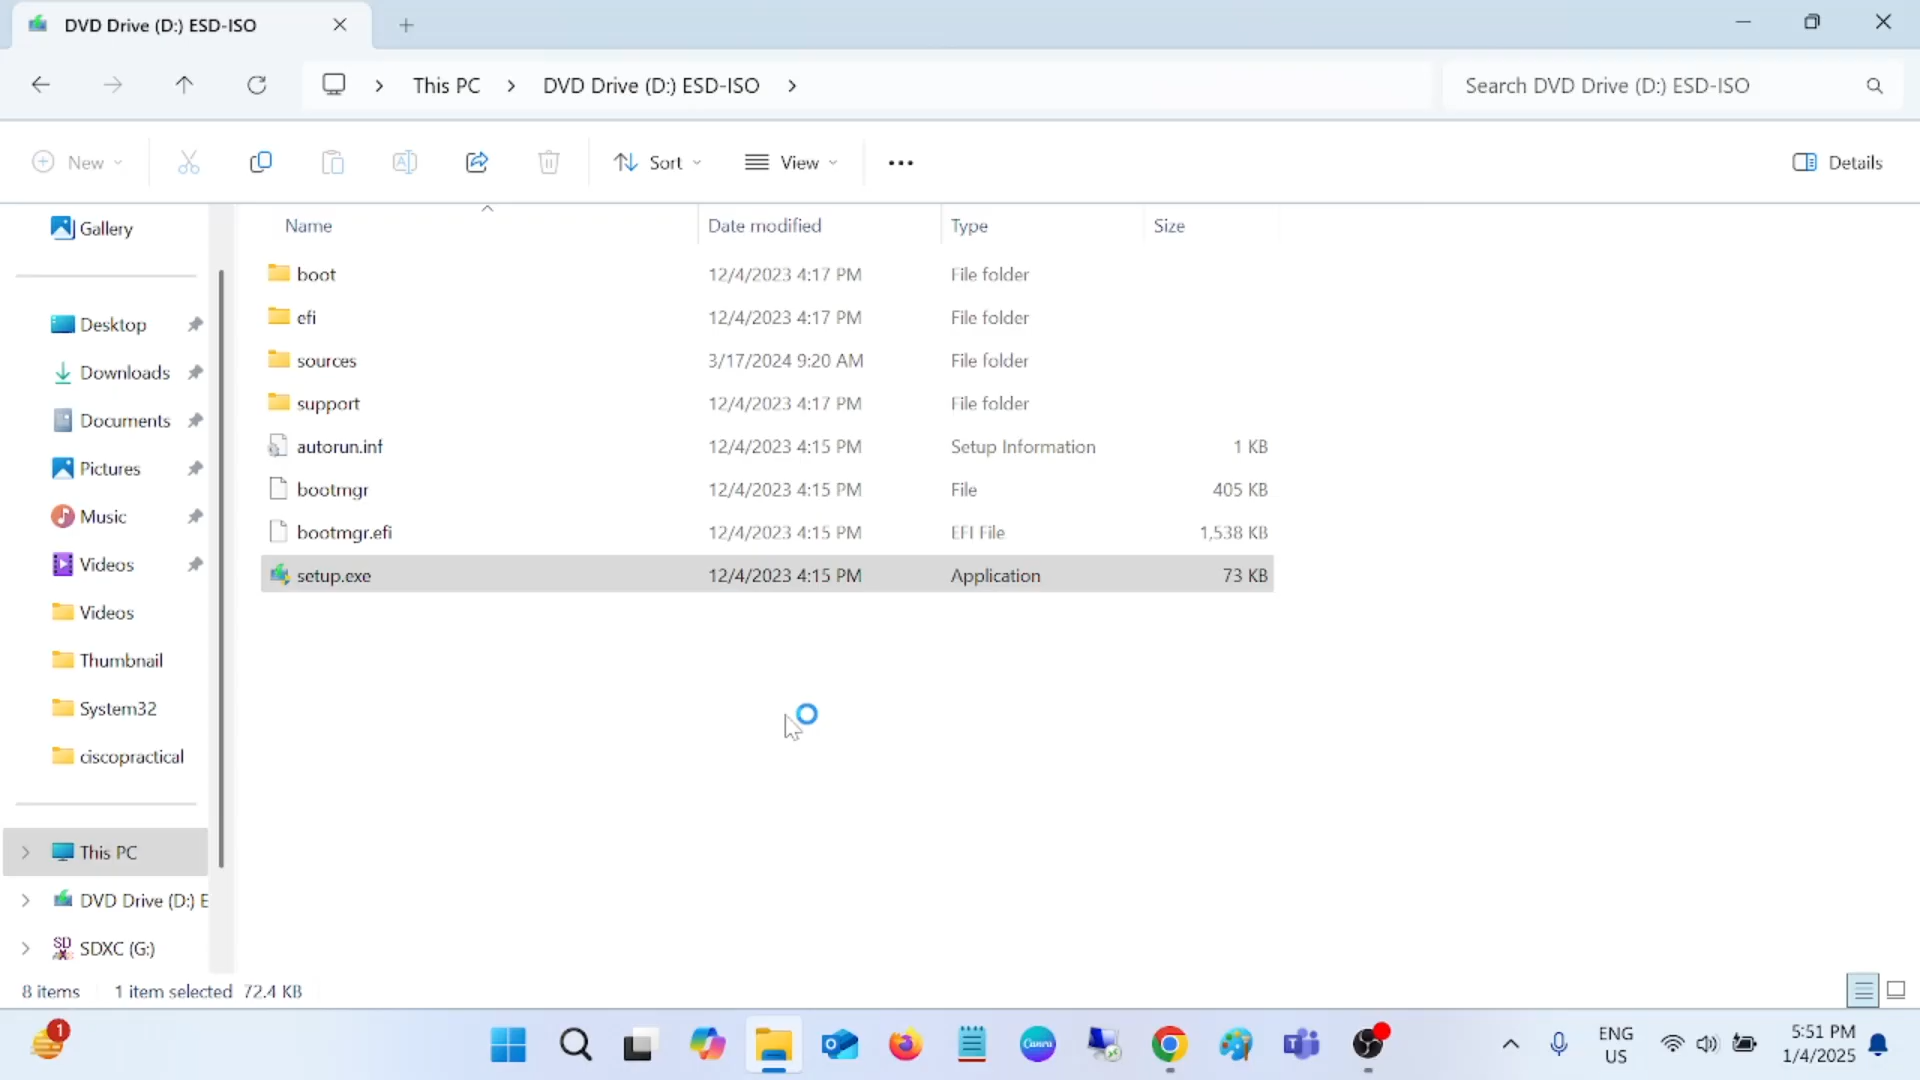 DVD Drive (D:) ESD-ISO
This PC > DVD Drive (D:) ESD-ISO >
Search DVD Drive (D:) ESD-ISO
New
Sort
View
Details
Gallery
Desktop
Downloads
Documents
Pictures
Music
Videos
Videos
Thumbnail
System32
ciscopractical
This PC
DVD Drive (D:) E
SDXC (G:)
Name Date modified Type Size
boot 12/4/2023 4:17 PM File folder
efi 12/4/2023 4:17 PM File folder
sources 3/17/2024 9:20 AM File folder
support 12/4/2023 4:17 PM File folder
autorun.inf 12/4/2023 4:15 PM Setup Information 1 KB
bootmgr 12/4/2023 4:15 PM File 405 KB
bootmgr.efi 12/4/2023 4:15 PM EFI File 1,538 KB
setup.exe 12/4/2023 4:15 PM Application 73 KB
8 items 1 item selected 72.4 KB
1
Canva
ENG
US
5:51 PM
1/4/2025